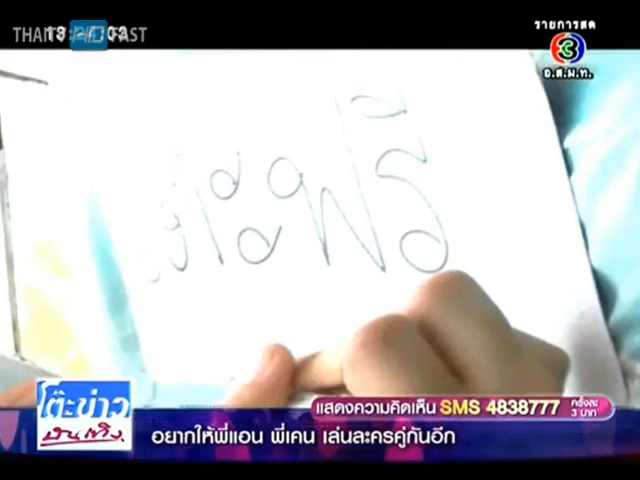 รายการสด
3
อ.ส.ม.ท.
ฟรี
โต๊ะข่าว
บันเทิง
แสดงความคิดเห็น SMS 4838777 ครั้งละ 3 บาท
อยากให้พี่แอน พี่เคน เล่นละครคู่กันอีก